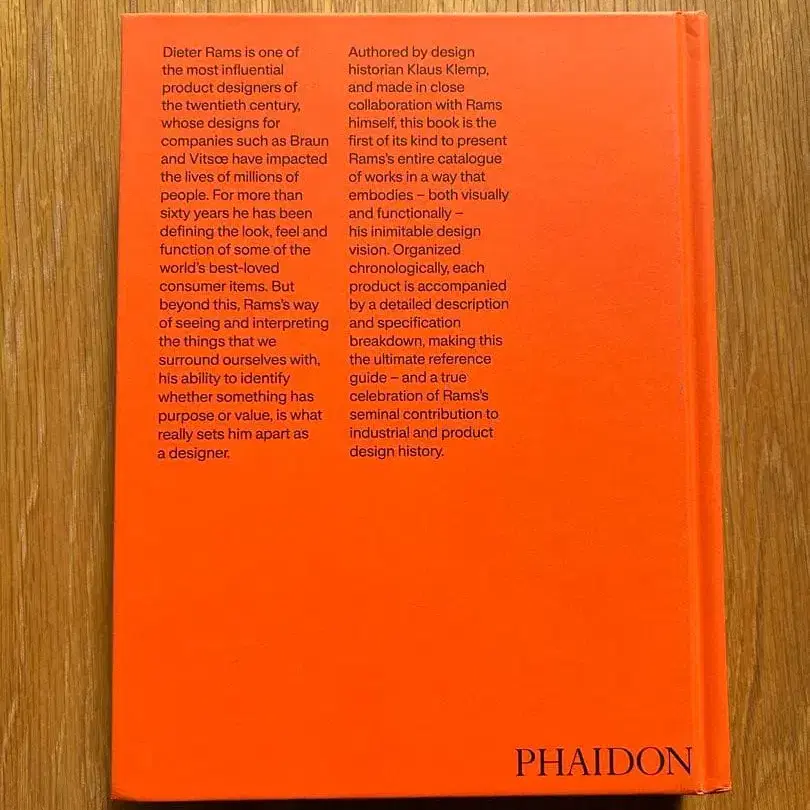 Dieter Rams is one of
the most influential
product designers of
the twentieth century,
whose designs for
companies such as Braun
and Vitsœ have impacted
the lives of millions of
people. For more than
sixty years he has been
defining the look, feel and
function of some of the
world's best-loved
consumer items. But
beyond this, Rams's way
of seeing and interpreting
the things that we
surround ourselves with,
his ability to identify
whether something has
purpose or value, is what
really sets him apart as
a designer.
Authored by design
historian Klaus Klemp,
and made in close
collaboration with Rams
himself, this book is the
first of its kind to present
Rams's entire catalogue
of works in a way that
embodies – both visually
and functionally –
his inimitable design
vision. Organized
chronologically, each
product is accompanied
by a detailed description
and specification
breakdown, making this
the ultimate reference
guide – and a true
celebration of Rams's
seminal contribution to
industrial and product
design history.
PHAIDON